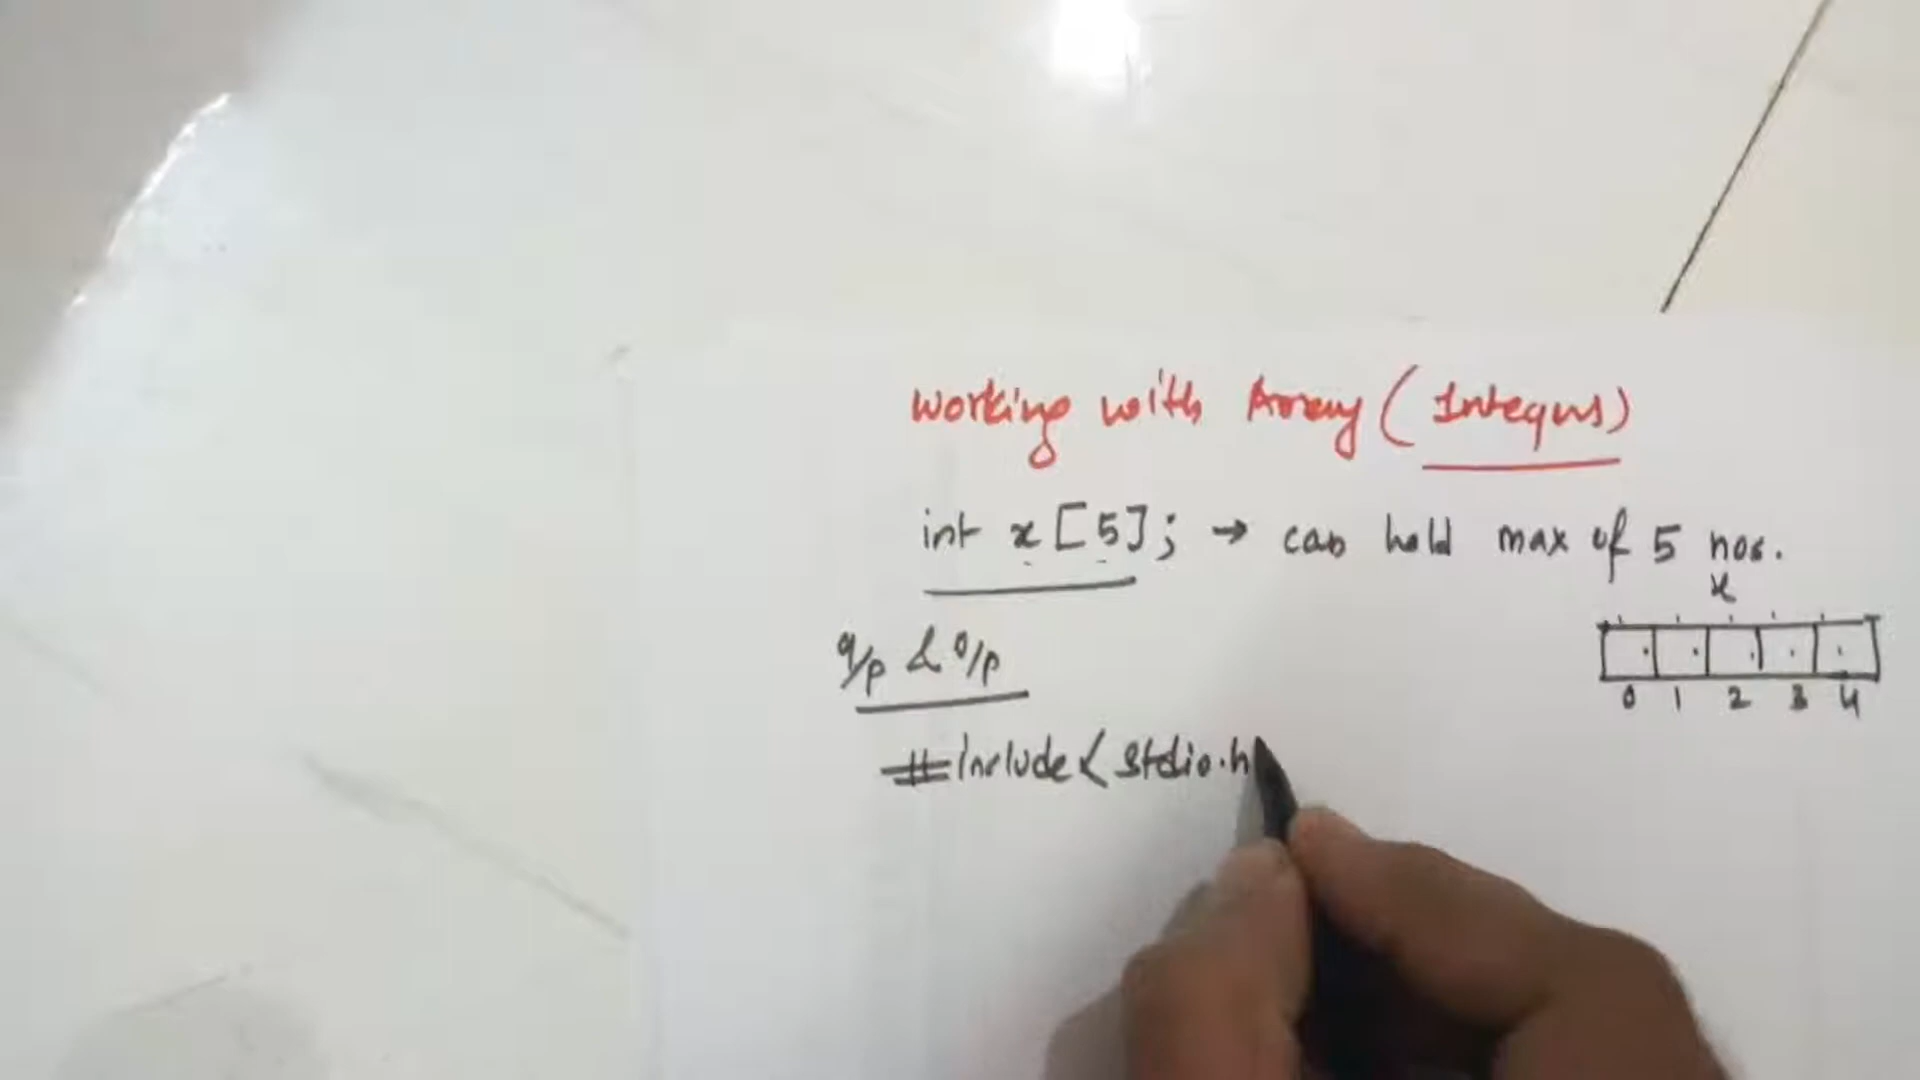 Working with Array (Integers)
int x [5]; → can hold max of 5 nos.
x
0 1 2 3 4
I/p & O/p
#include < stdio.h